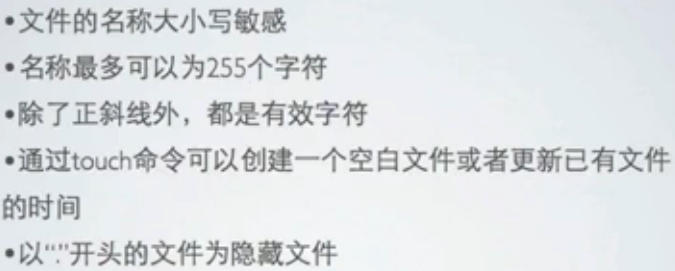 •文件的名称大小写敏感
•名称最多可以为255个字符
•除了正斜线外，都是有效字符
•通过touch命令可以创建一个空白文件或者更新已有文件
的时间
•以“.”开头的文件为隐藏文件